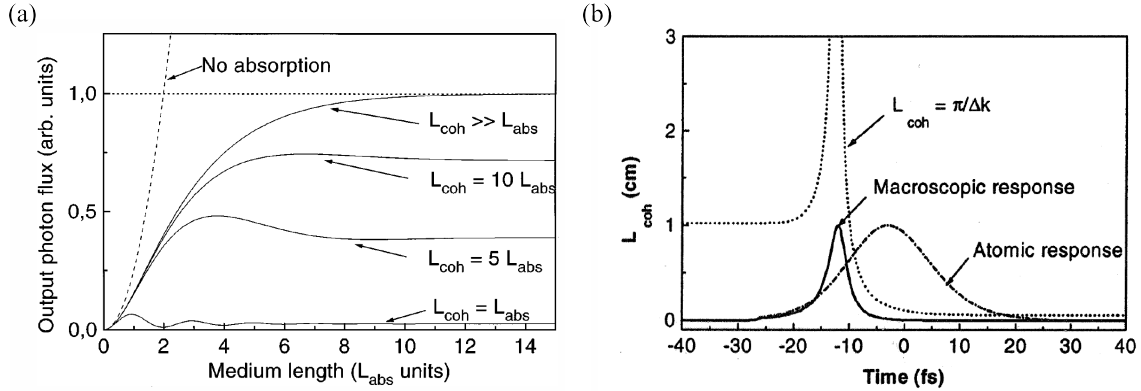 (a)
Output photon flux (arb. units)
1,0
0,5
0,0
No absorption
L_coh >> L_abs
L_coh = 10 L_abs
L_coh = 5 L_abs
L_coh = L_abs
0 2 4 6 8 10 12 14
Medium length (L_abs units)
(b)
L_coh (cm)
3
2
1
0
L_coh = π/Δk
Macroscopic response
Atomic response
-40 -30 -20 -10 0 10 20 30 40
Time (fs)